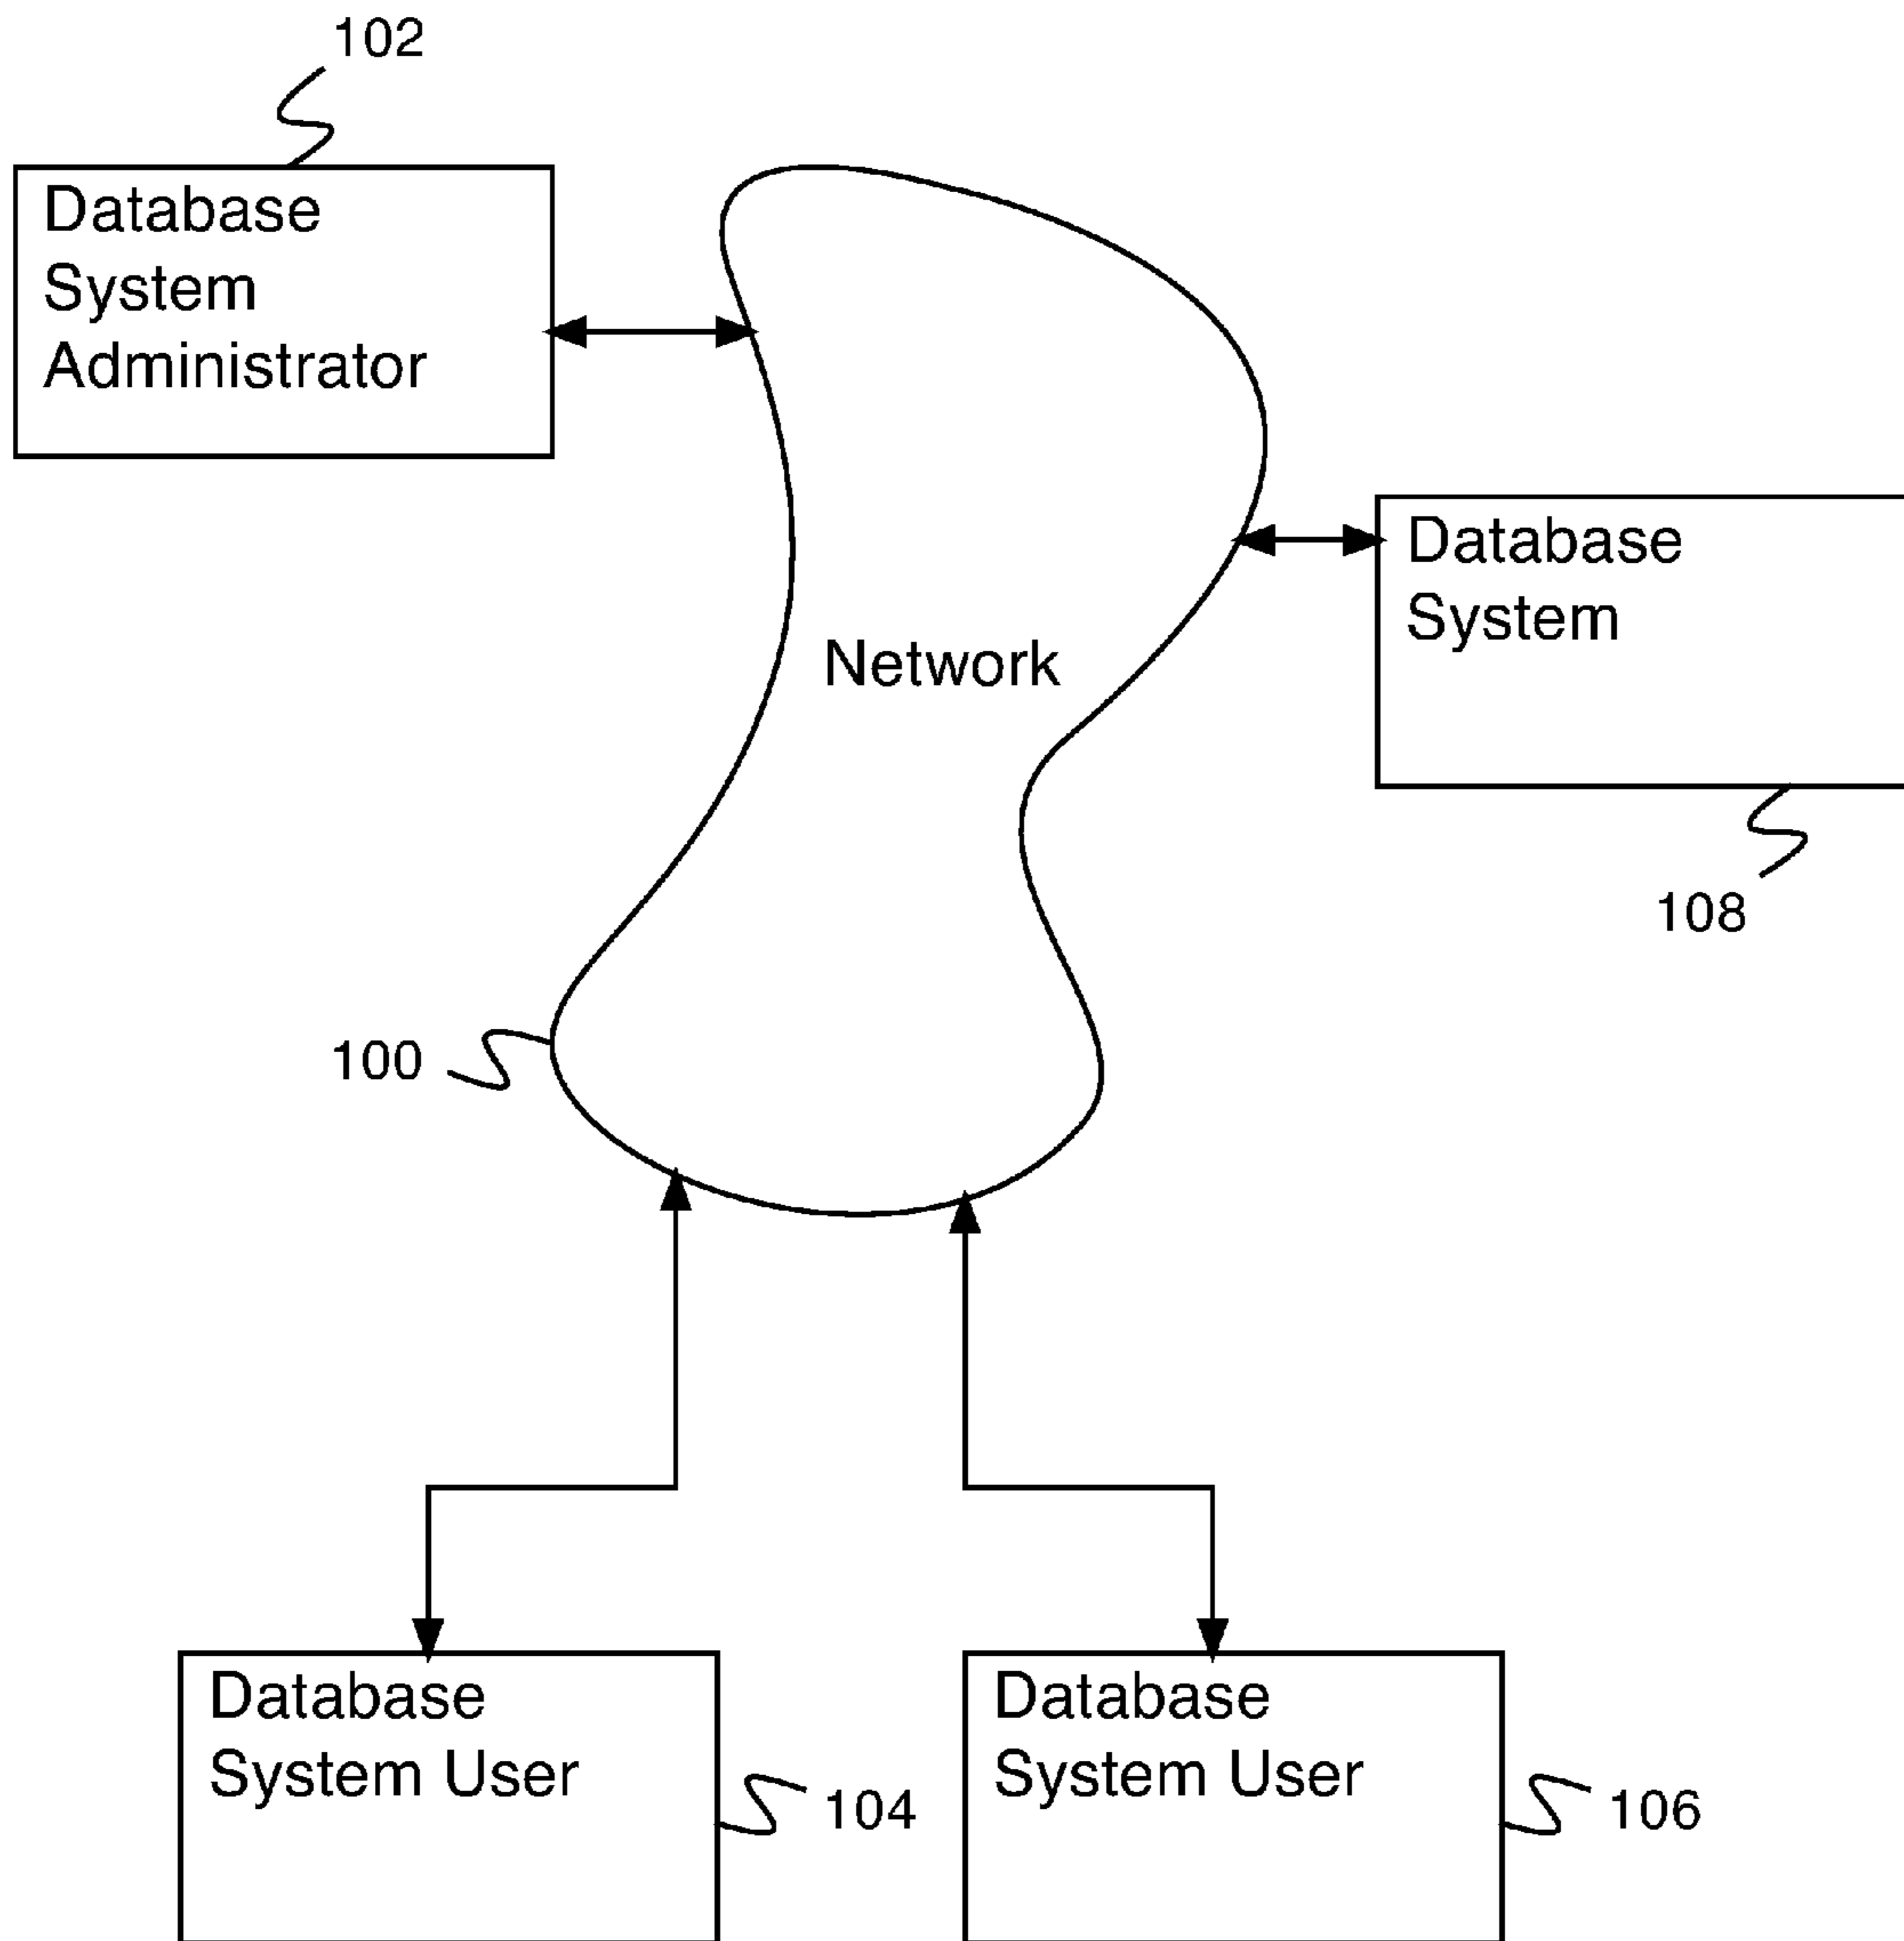 102
Database
System
Administrator
Database
System
Network
108
100
Database
System User
104
Database
System User
106